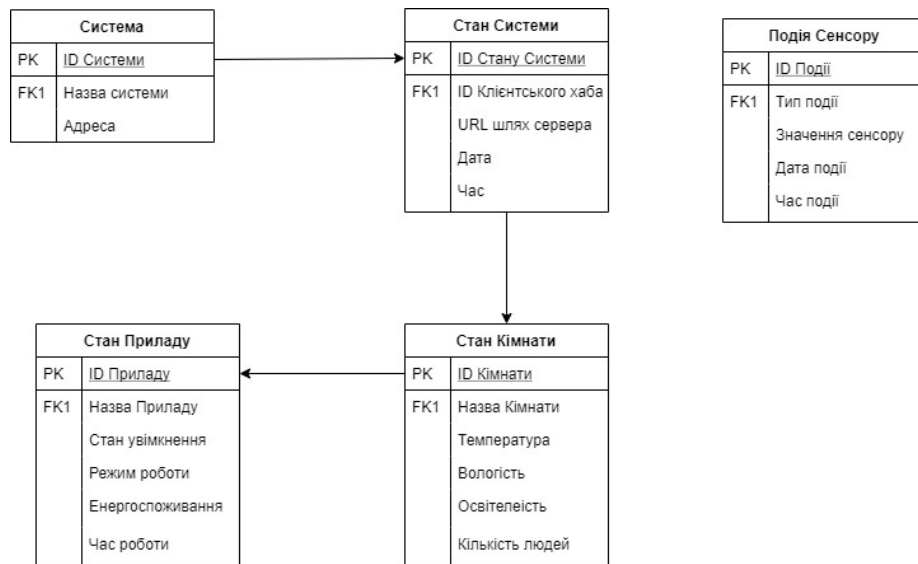 Система
PK ID Системи
FK1 Назва системи
Адреса
Стан Системи
PK ID Стану Системи
FK1 ID Клієнтського хаба
URL шлях сервера
Дата
Час
Подія Сенсору
PK ID Події
FK1 Тип події
Значення сенсору
Дата події
Час події
Стан Приладу
PK ID Приладу
FK1 Назва Приладу
Стан увімкнення
Режим роботи
Енергоспоживання
Час роботи
Стан Кімнати
PK ID Кімнати
FK1 Назва Кімнати
Температура
Вологість
Освітелеість
Кількість людей